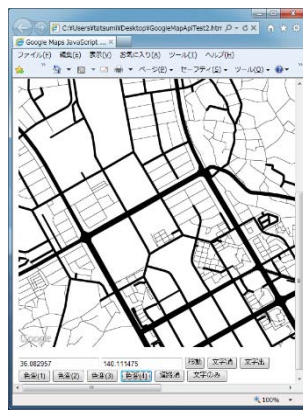 C:¥Users¥tatsumi¥Desktop¥GoogleMapApiTest2.htm
Google Maps JavaScript ...
ファイル(F) 編集(E) 表示(V) お気に入り(A) ツール(T) ヘルプ(H)
ページ(P) セーフティ(S) ツール(O)
Google
36.082957 140.111475 移動 文字消 文字出
色変(1) 色変(2) 色変(3) 色変(4) 道路消 文字のみ
100%